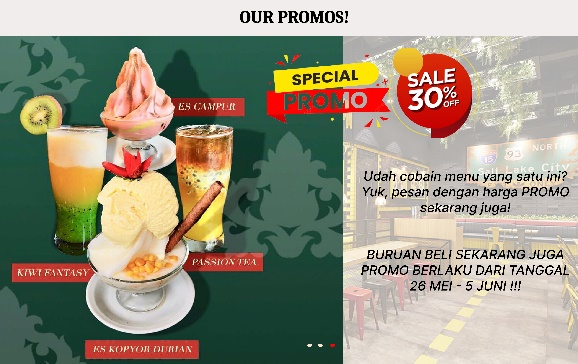 OUR PROMOS!
ES CAMPUR
KIWI FANTASY
PASSION TEA
ES KOPYOR DURIAN
SPECIAL
PROMO
SALE
30%
OFF
Udah cobain menu yang satu ini?
Yuk, pesan dengan harga PROMO
sekarang juga!
BURUAN BELI SEKARANG JUGA
PROMO BERLAKU DARI TANGGAL
26 MEI - 5 JUNI !!!